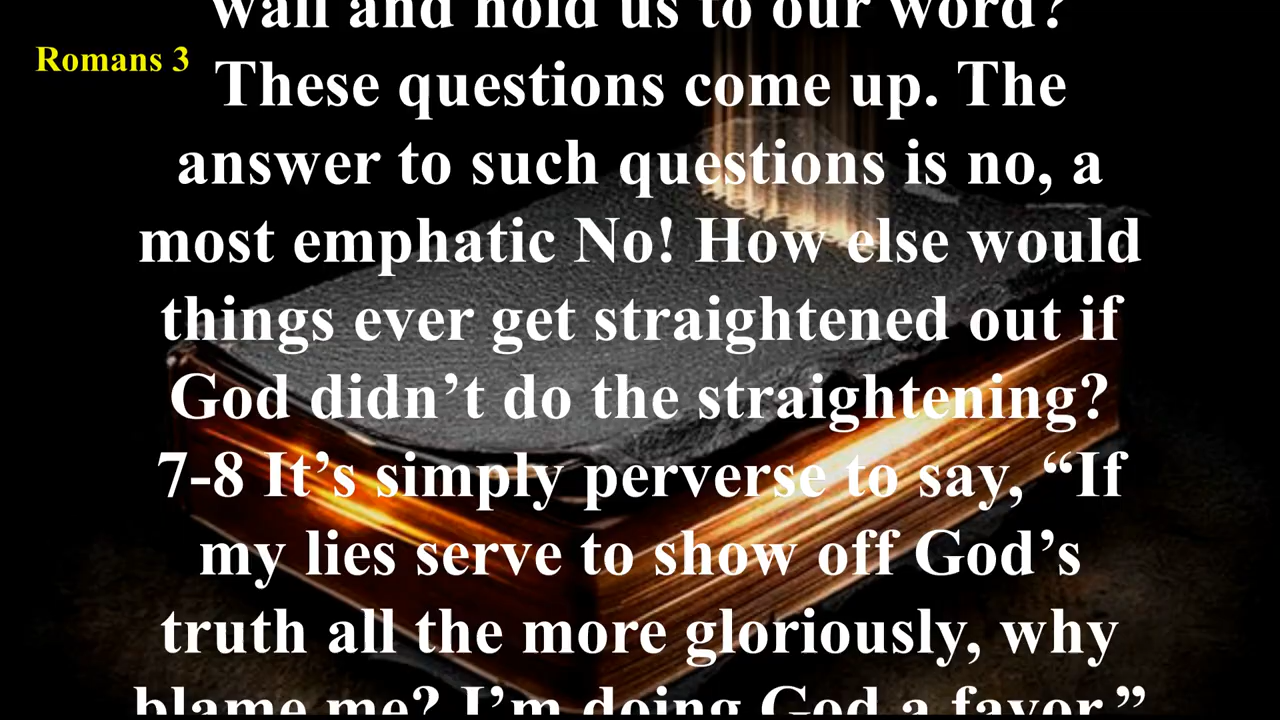 wall and hold us to our word?
Romans 3
These questions come up. The
answer to such questions is no, a
most emphatic No! How else would
things ever get straightened out if
God didn’t do the straightening?
7-8 It’s simply perverse to say, “If
my lies serve to show off God’s
truth all the more gloriously, why
blame me? I’m doing God a favor.”